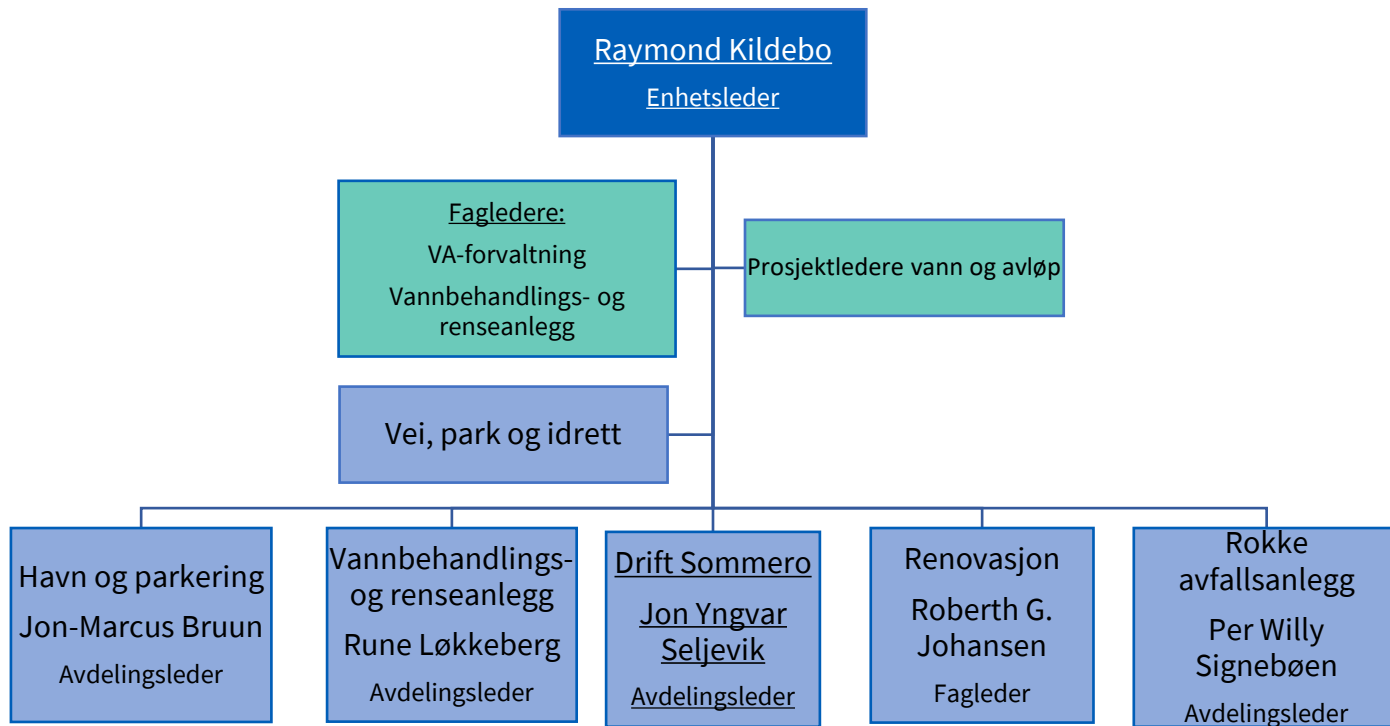 Raymond Kildebo
Enhetsleder
Fagledere:
VA-forvaltning
Vannbehandlings- og
renseanlegg
Prosjektledere vann og avløp
Vei, park og idrett
Havn og parkering
Jon-Marcus Bruun
Avdelingsleder
Vannbehandlings-
og renseanlegg
Rune Løkkeberg
Avdelingsleder
Drift Sommero
Jon Yngvar
Seljevik
Avdelingsleder
Renovasjon
Roberth G.
Johansen
Fagleder
Rokke
avfallsanlegg
Per Willy
Signebøen
Avdelingsleder